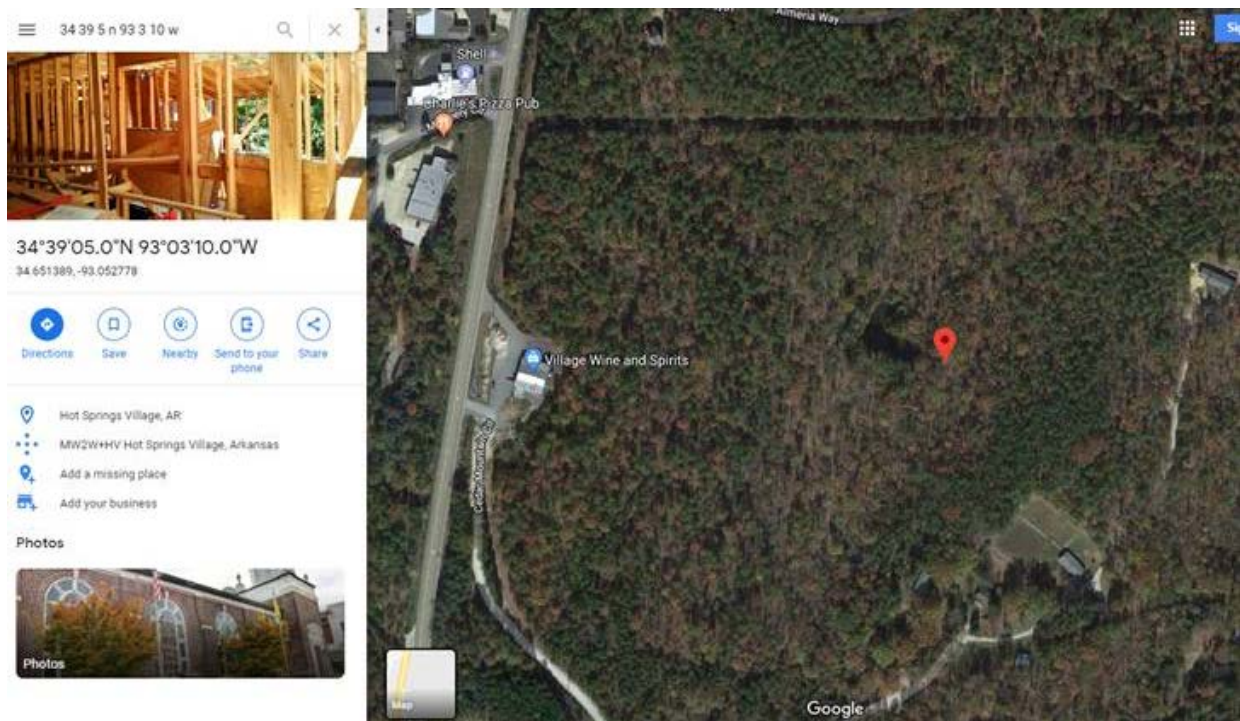 34 39 5 n 93 3 10 w
34°39'05.0"N 93°03'10.0"W
34.651389, -93.052778
Directions
Save
Nearby
Send to your
phone
Share
Hot Springs Village, AR
MW2W+HV Hot Springs Village, Arkansas
Add a missing place
Add your business
Photos
Photos
Almeria Way
Shell
Charlie's Pizza Pub
Village Wine and Spirits
Cedar Mountain
Map
Google